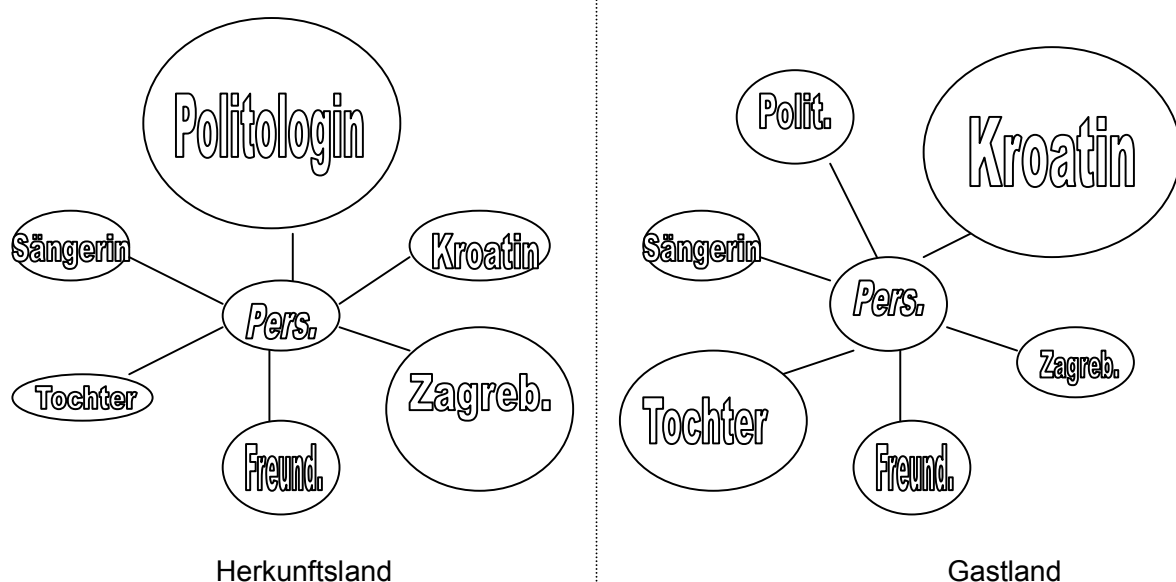 Politologin
Sängerin
Kroatin
Pers.
Tochter
Zagreb.
Freund.
Herkunftsland
Polit.
Kroatin
Sängerin
Pers.
Zagreb.
Tochter
Freund.
Gastland